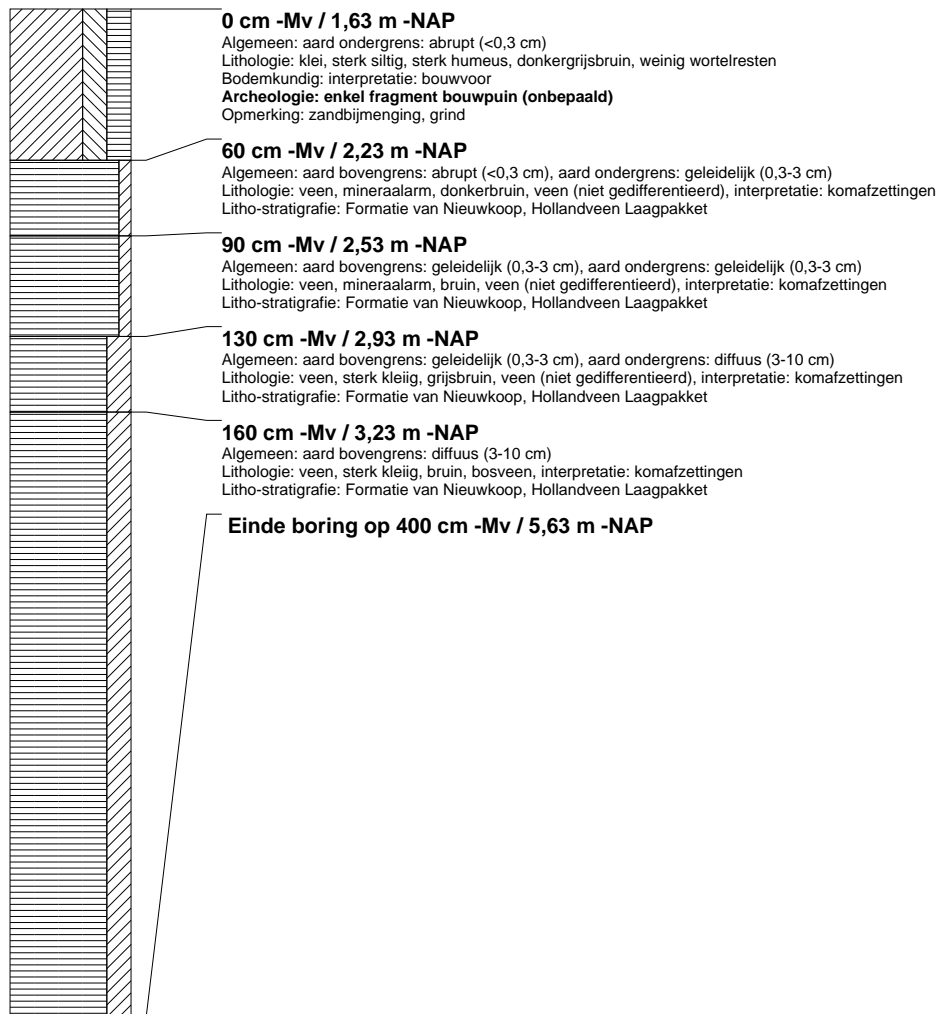 0 cm -Mv / 1,63 m -NAP
Algemeen: aard ondergrens: abrupt (<0,3 cm)
Lithologie: klei, sterk siltig, sterk humeus, donkergrijsbruin, weinig wortelresten
Bodemkundig: interpretatie: bouwvoor
Archeologie: enkel fragment bouwpuin (onbepaald)
Opmerking: zandbijmenging, grind
60 cm -Mv / 2,23 m -NAP
Algemeen: aard bovengrens: abrupt (<0,3 cm), aard ondergrens: geleidelijk (0,3-3 cm)
Lithologie: veen, mineraalarm, donkerbruin, veen (niet gedifferentieerd), interpretatie: komafzettingen
Litho-stratigrafie: Formatie van Nieuwkoop, Hollandveen Laagpakket
90 cm -Mv / 2,53 m -NAP
Algemeen: aard bovengrens: geleidelijk (0,3-3 cm), aard ondergrens: geleidelijk (0,3-3 cm)
Lithologie: veen, mineraalarm, bruin, veen (niet gedifferentieerd), interpretatie: komafzettingen
Litho-stratigrafie: Formatie van Nieuwkoop, Hollandveen Laagpakket
130 cm -Mv / 2,93 m -NAP
Algemeen: aard bovengrens: geleidelijk (0,3-3 cm), aard ondergrens: diffuus (3-10 cm)
Lithologie: veen, sterk kleiig, grijsbruin, veen (niet gedifferentieerd), interpretatie: komafzettingen
Litho-stratigrafie: Formatie van Nieuwkoop, Hollandveen Laagpakket
160 cm -Mv / 3,23 m -NAP
Algemeen: aard bovengrens: diffuus (3-10 cm)
Lithologie: veen, sterk kleiig, bruin, bosveen, interpretatie: komafzettingen
Litho-stratigrafie: Formatie van Nieuwkoop, Hollandveen Laagpakket
Einde boring op 400 cm -Mv / 5,63 m -NAP